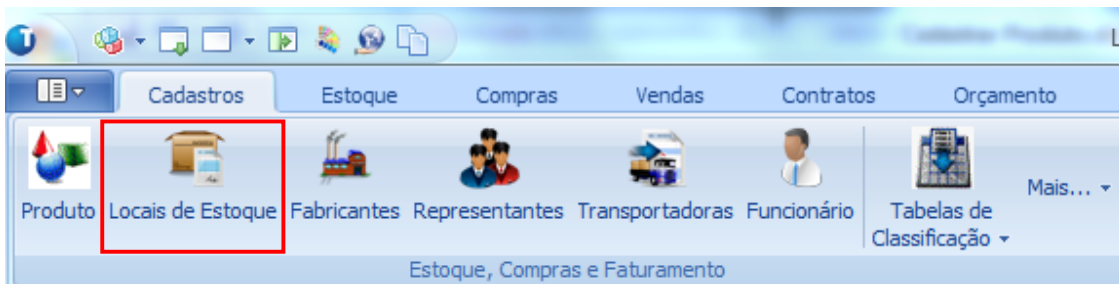 Cadastros Estoque Compras Vendas Contratos Orçamento
Produto Locais de Estoque Fabricantes Representantes Transportadoras Funcionário Tabelas de Classificação Mais...
Estoque, Compras e Faturamento